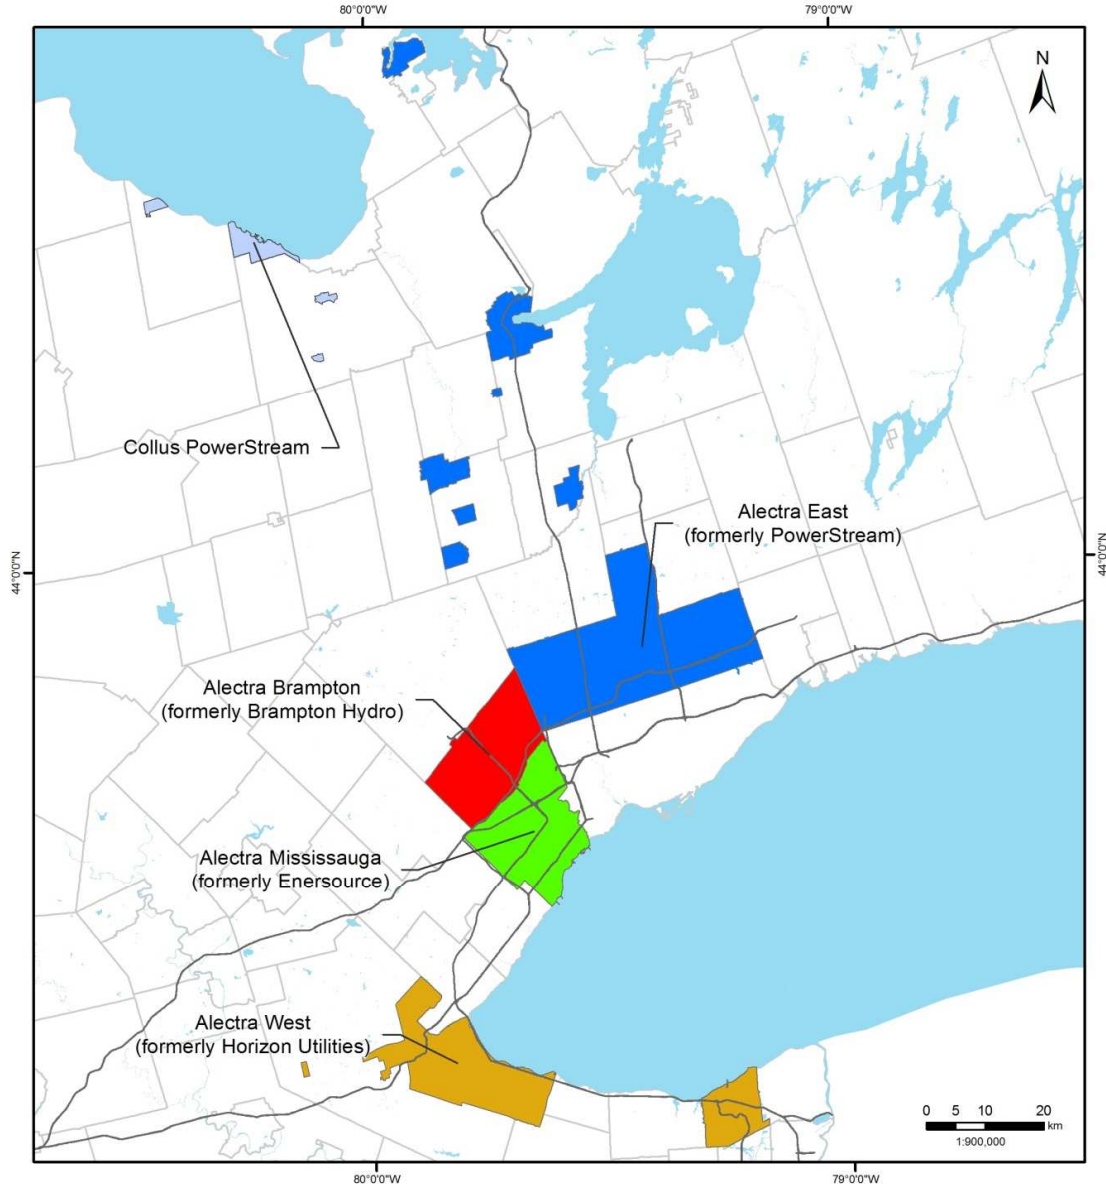 80°0'0"W
79°0'0"W
N
Collus PowerStream
Alectra East
(formerly PowerStream)
44°0'0"N
44°0'0"N
Alectra Brampton
(formerly Brampton Hydro)
Alectra Mississauga
(formerly Enersource)
Alectra West
(formerly Horizon Utilities)
0 5 10 20
km
1:900,000
80°0'0"W
79°0'0"W